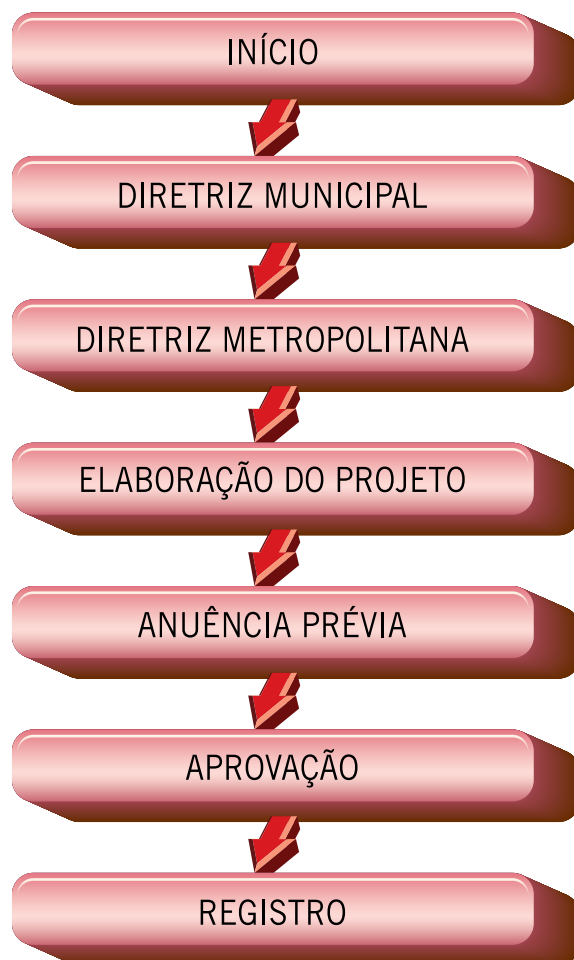 INÍCIO
DIRETRIZ MUNICIPAL
DIRETRIZ METROPOLITANA
ELABORAÇÃO DO PROJETO
ANUÊNCIA PRÉVIA
APROVAÇÃO
REGISTRO